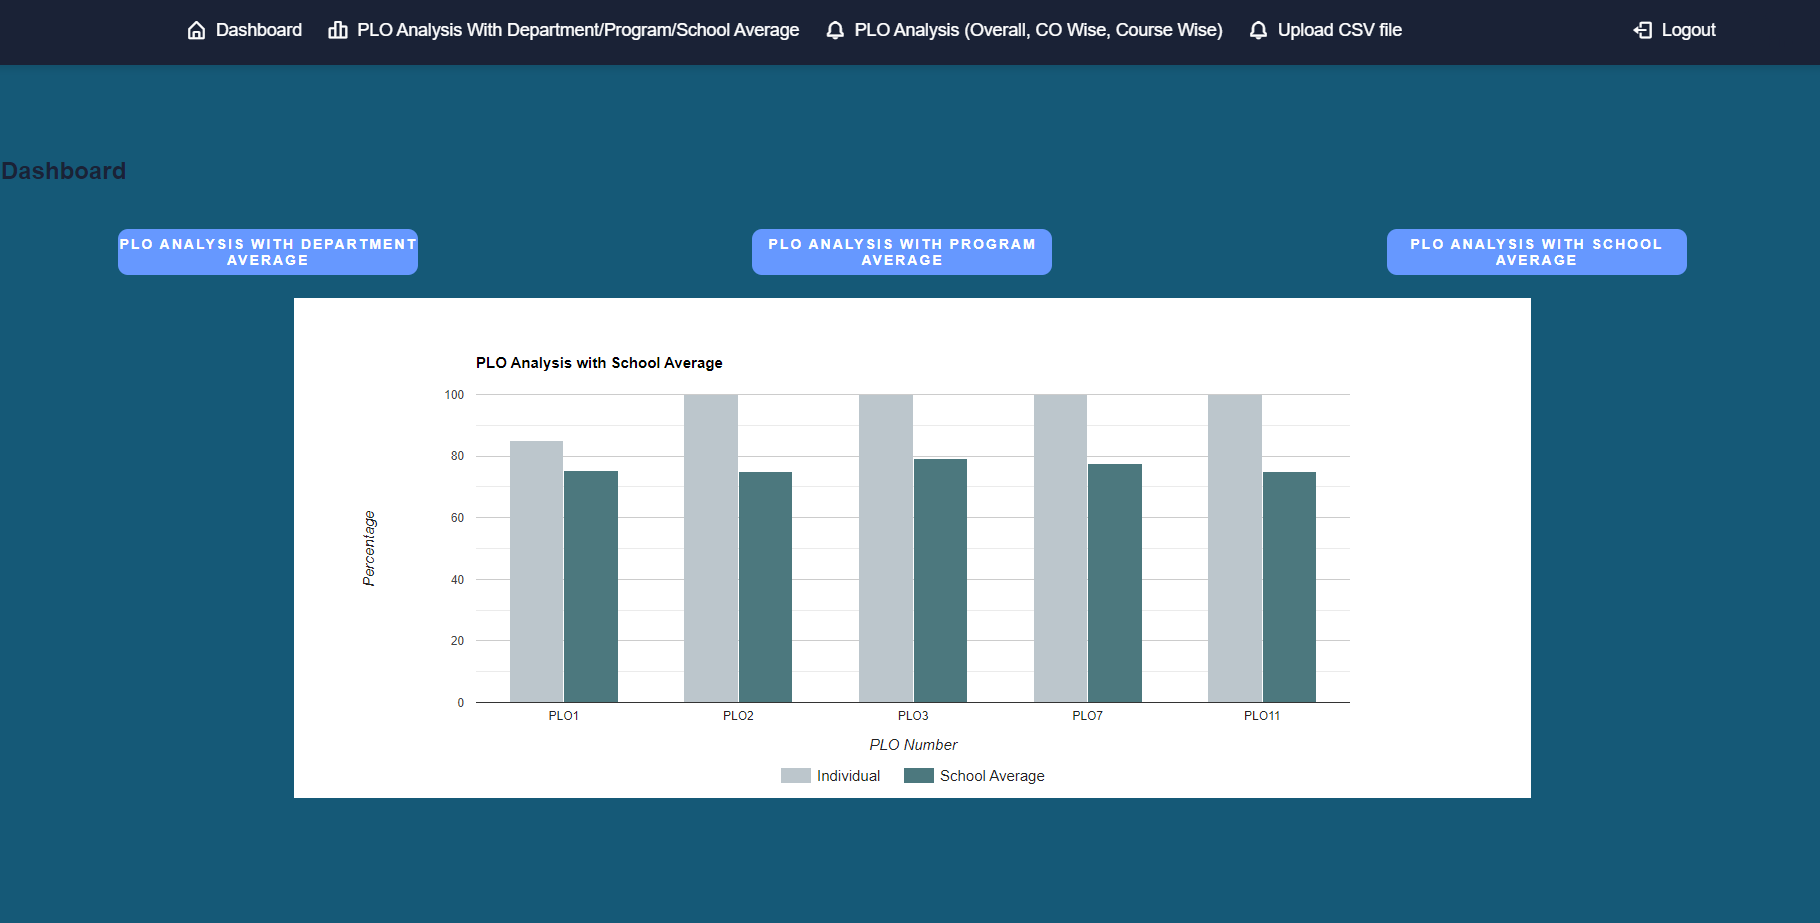 Dashboard
PLO Analysis With Department/Program/School Average
PLO Analysis (Overall, CO Wise, Course Wise)
Upload CSV file
Logout
Dashboard
PLO ANALYSIS WITH DEPARTMENT
AVERAGE
PLO ANALYSIS WITH PROGRAM
AVERAGE
PLO ANALYSIS WITH SCHOOL
AVERAGE
PLO Analysis with School Average
100
80
60
40
20
0
Percentage
PLO1
PLO2
PLO3
PLO7
PLO11
PLO Number
Individual
School Average